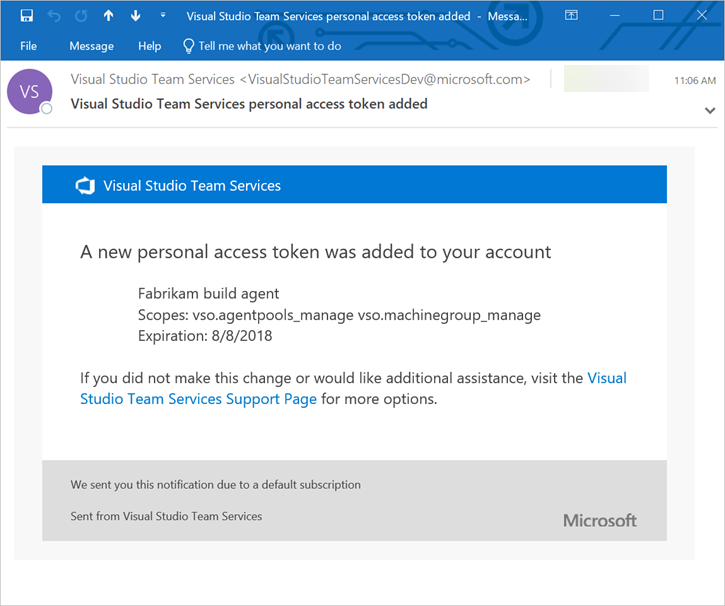 Visual Studio Team Services personal access token added - Messa...
File Message Help Tell me what you want to do
VS
Visual Studio Team Services <VisualStudioTeamServicesDev@microsoft.com>
11:06 AM
Visual Studio Team Services personal access token added
Visual Studio Team Services
A new personal access token was added to your account
Fabrikam build agent
Scopes: vso.agentpools_manage vso.machinegroup_manage
Expiration: 8/8/2018
If you did not make this change or would like additional assistance, visit the Visual
Studio Team Services Support Page for more options.
We sent you this notification due to a default subscription
Sent from Visual Studio Team Services
Microsoft